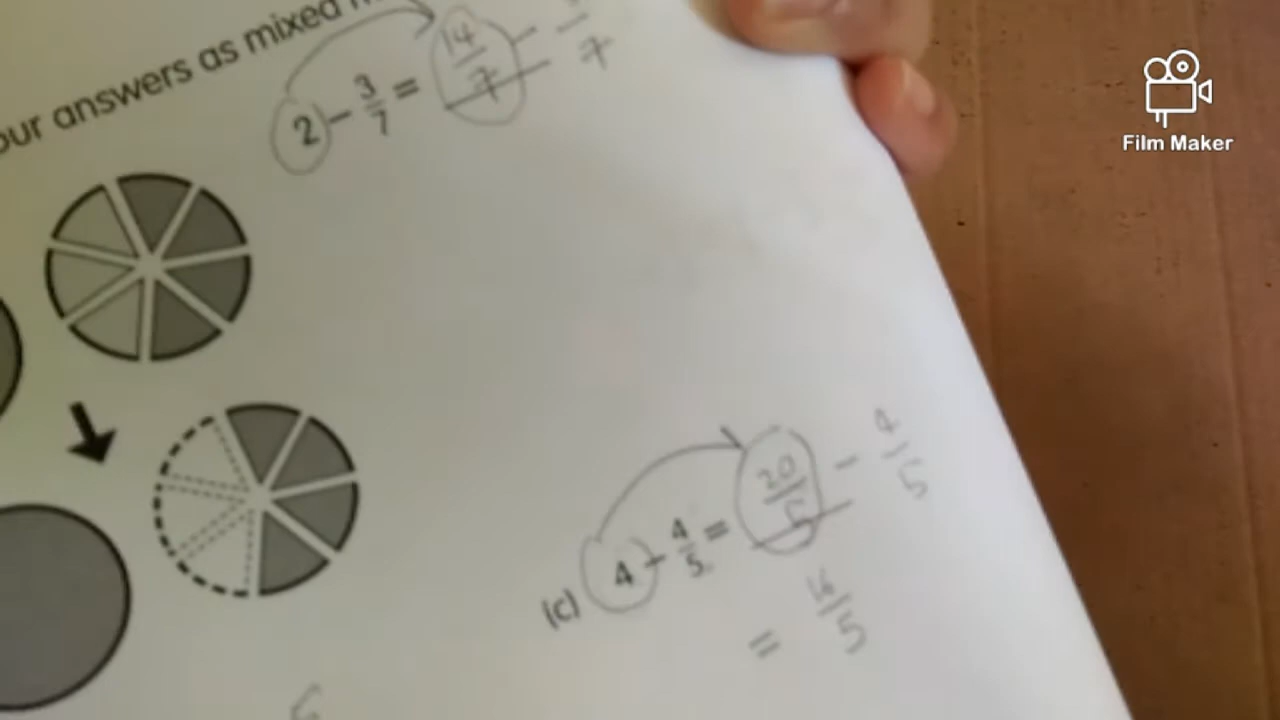 our answers as mixed
2 - 3/7 = 14/7 - /7
(c) 4 - 4/5 = 20/5 - 4/5
= 16/5
Film Maker